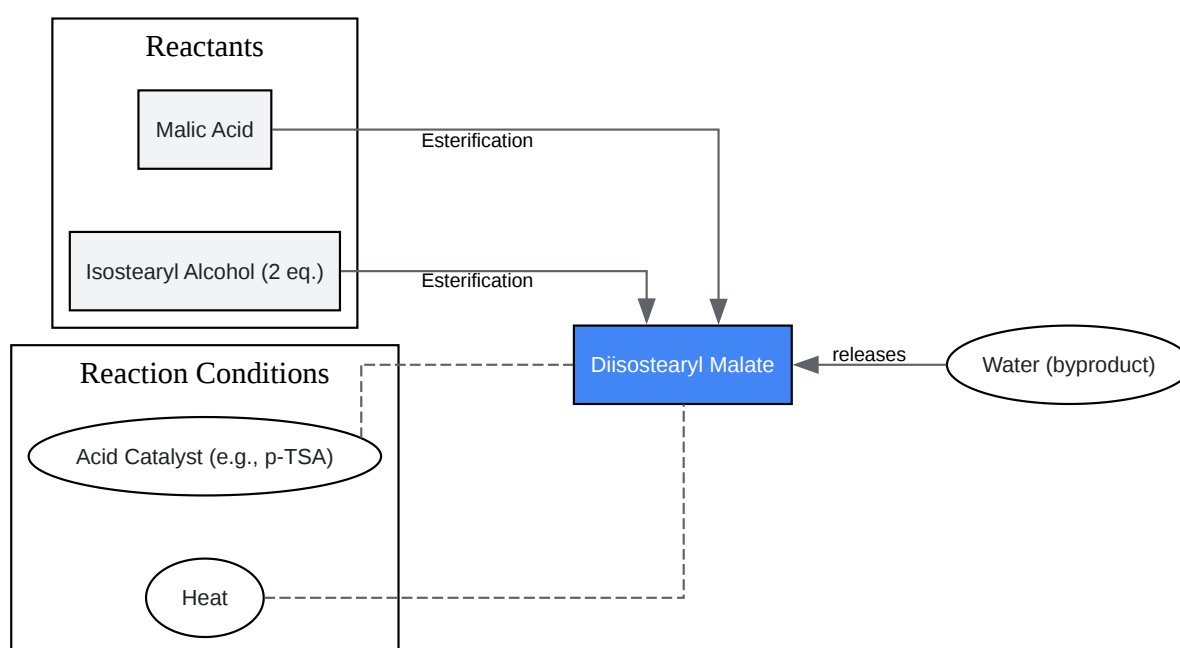 Reactants
Malic Acid
Esterification
Isostearyl Alcohol (2 eq.)
Esterification
Reaction Conditions
Diisostearyl Malate
releases
Water (byproduct)
Acid Catalyst (e.g., p-TSA)
Heat